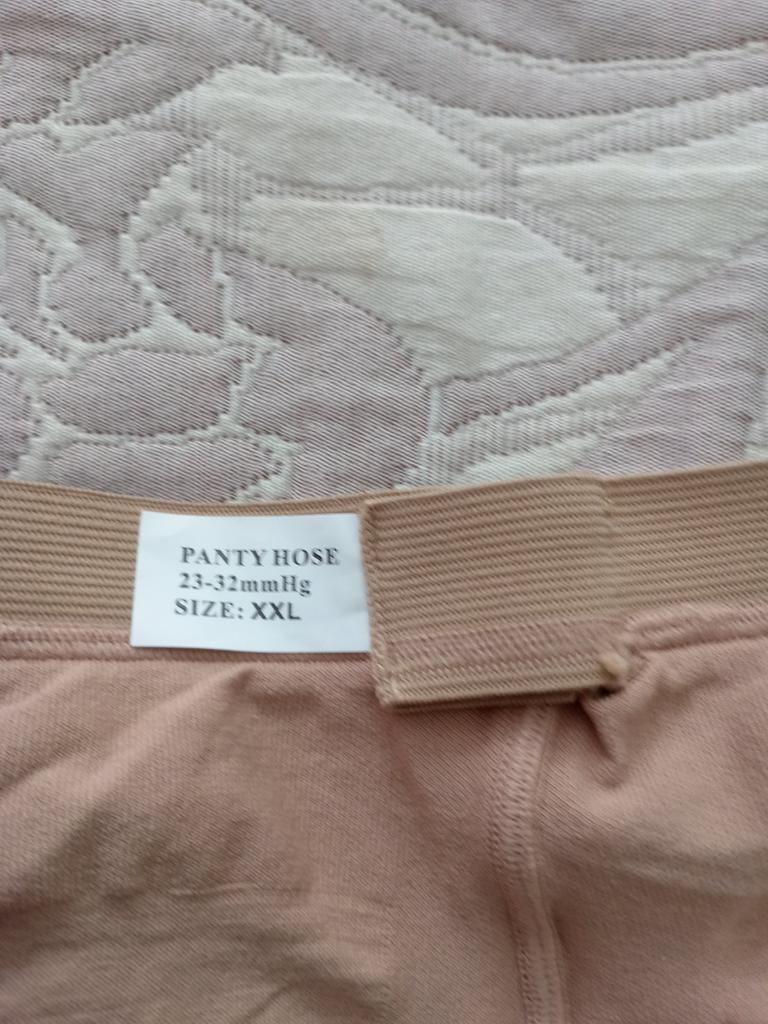 PANTY HOSE
23-32mmHg
SIZE: XXL